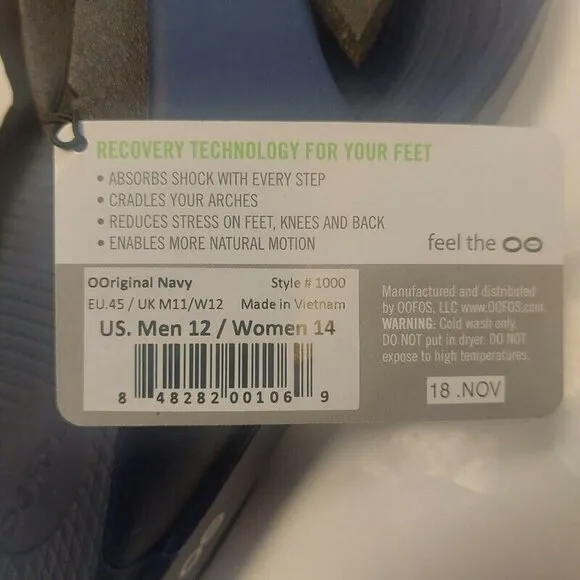 RECOVERY TECHNOLOGY FOR YOUR FEET
• ABSORBS SHOCK WITH EVERY STEP
• CRADLES YOUR ARCHES
• REDUCES STRESS ON FEET, KNEES AND BACK
• ENABLES MORE NATURAL MOTION
feel the OO
OOriginal Navy Style # 1000
EU.45 / UK M11/W12 Made in Vietnam
US. Men 12 / Women 14
8 48282 00106 9
Manufactured and distributed
by OOFOS, LLC www.OOFOS.com.
WARNING: Cold wash only.
DO NOT put in dryer. DO NOT
expose to high temperatures.
18 .NOV